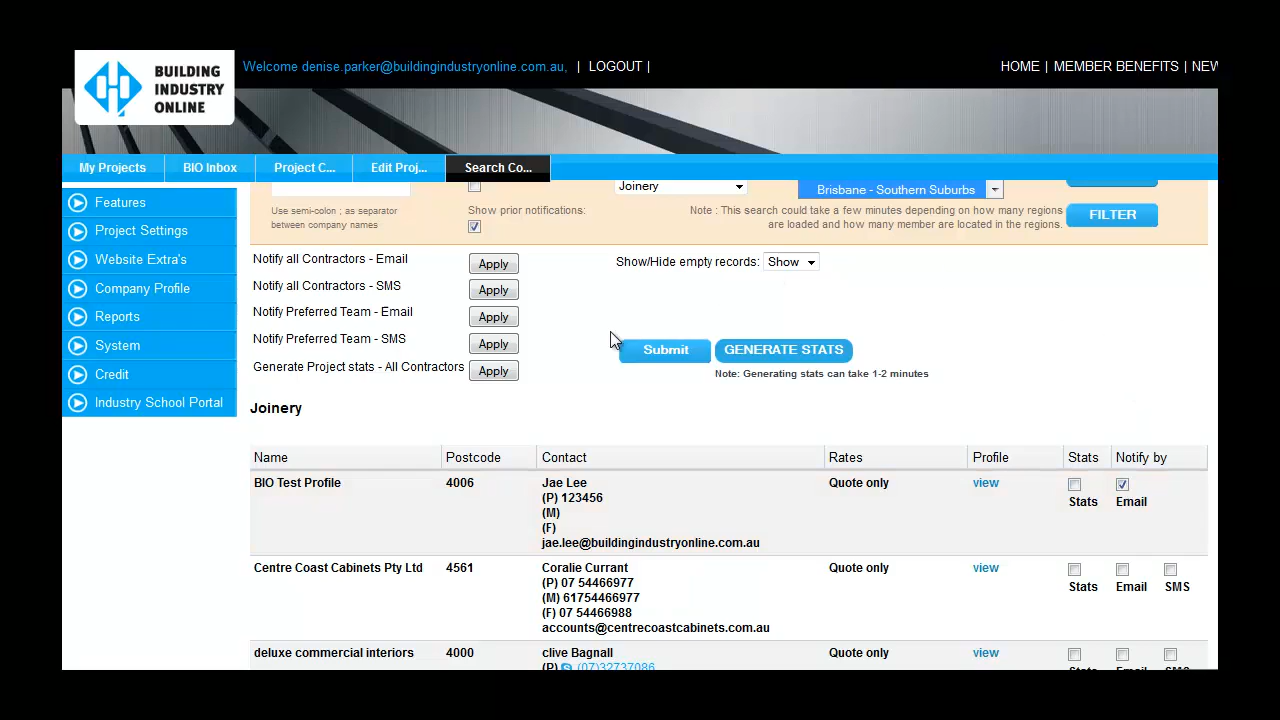 BUILDING
INDUSTRY
ONLINE
Welcome denise.parker@buildingindustryonline.com.au, | LOGOUT |
HOME | MEMBER BENEFITS | NEW
My Projects
BIO Inbox
Project C...
Edit Proj...
Search Co...
Features
Project Settings
Website Extra's
Company Profile
Reports
System
Credit
Industry School Portal
Joinery
Brisbane - Southern Suburbs
Use semi-colon ; as separator
between company names
Show prior notifications:
Note : This search could take a few minutes depending on how many regions
are loaded and how many member are located in the regions.
FILTER
Notify all Contractors - Email Apply
Show/Hide empty records: Show
Notify all Contractors - SMS Apply
Notify Preferred Team - Email Apply
Notify Preferred Team - SMS Apply
Submit GENERATE STATS
Generate Project stats - All Contractors Apply
Note: Generating stats can take 1-2 minutes
Joinery
Name Postcode Contact Rates Profile Stats Notify by
BIO Test Profile 4006 Jae Lee Quote only view
(P) 123456
Stats Email
(M)
(F)
jae.lee@buildingindustryonline.com.au
Centre Coast Cabinets Pty Ltd 4561 Coralie Currant Quote only view
(P) 07 54466977
Stats Email SMS
(M) 61754466977
(F) 07 54466988
accounts@centrecoastcabinets.com.au
deluxe commercial interiors 4000 clive Bagnall Quote only view
(P) (07)32737086
Stats Email SMS